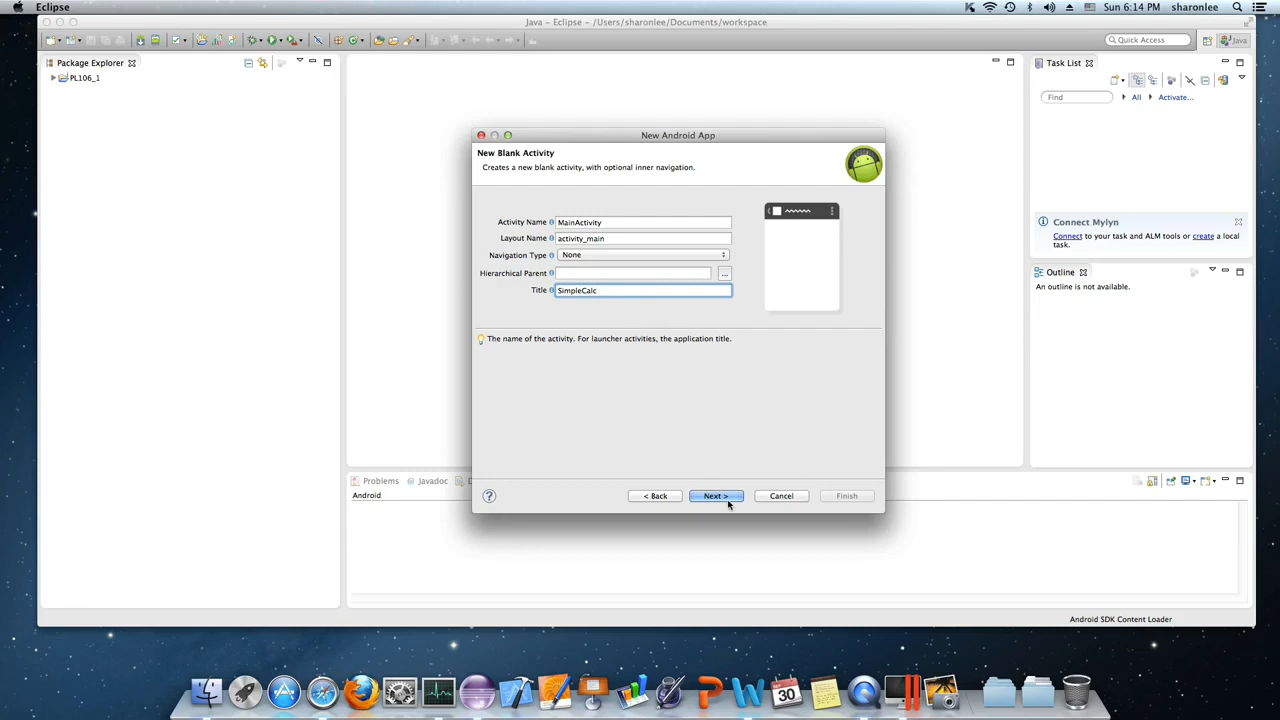 Eclipse
Sun 6:14 PM sharonlee
Java – Eclipse – /Users/sharonlee/Documents/workspace
Quick Access
Java
Package Explorer
PL106_1
Task List
Find
All
Activate...
Connect Mylyn
Connect to your task and ALM tools or create a local
task.
Outline
An outline is not available.
New Android App
New Blank Activity
Creates a new blank activity, with optional inner navigation.
Activity Name MainActivity
Layout Name activity_main
Navigation Type None
Hierarchical Parent ...
Title SimpleCalc
The name of the activity. For launcher activities, the application title.
? < Back Next > Cancel Finish
Problems @ Javadoc
Android
Android SDK Content Loader
30